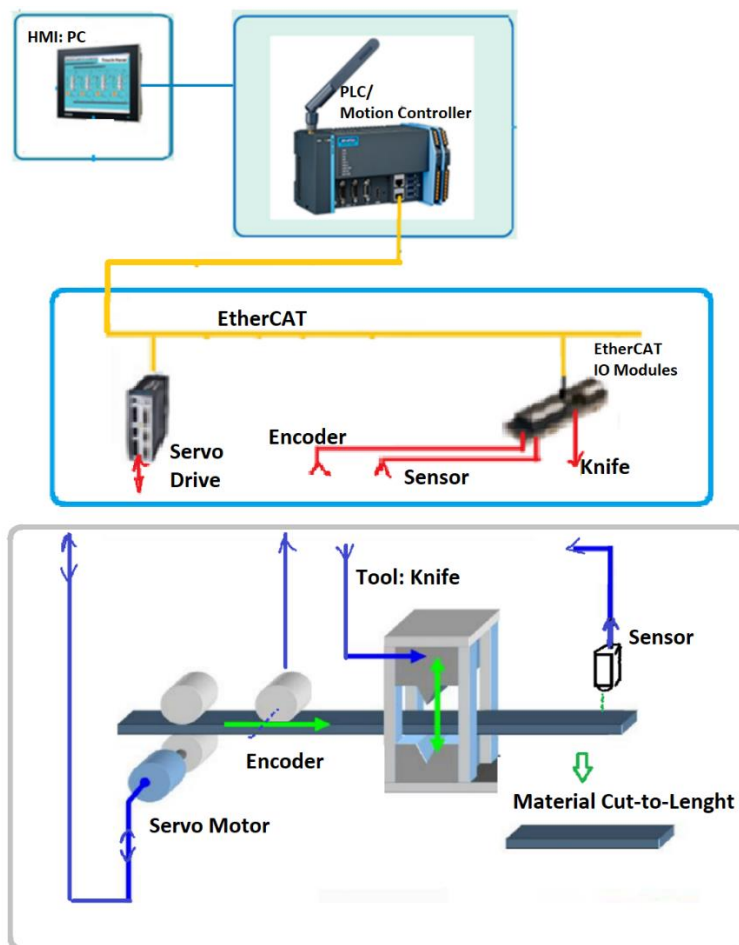 HMI: PC
PLC/
Motion Controller
EtherCAT
EtherCAT
IO Modules
Encoder
Servo
Drive
Sensor
Knife
Tool: Knife
Sensor
Encoder
Servo Motor
Material Cut-to-Lenght